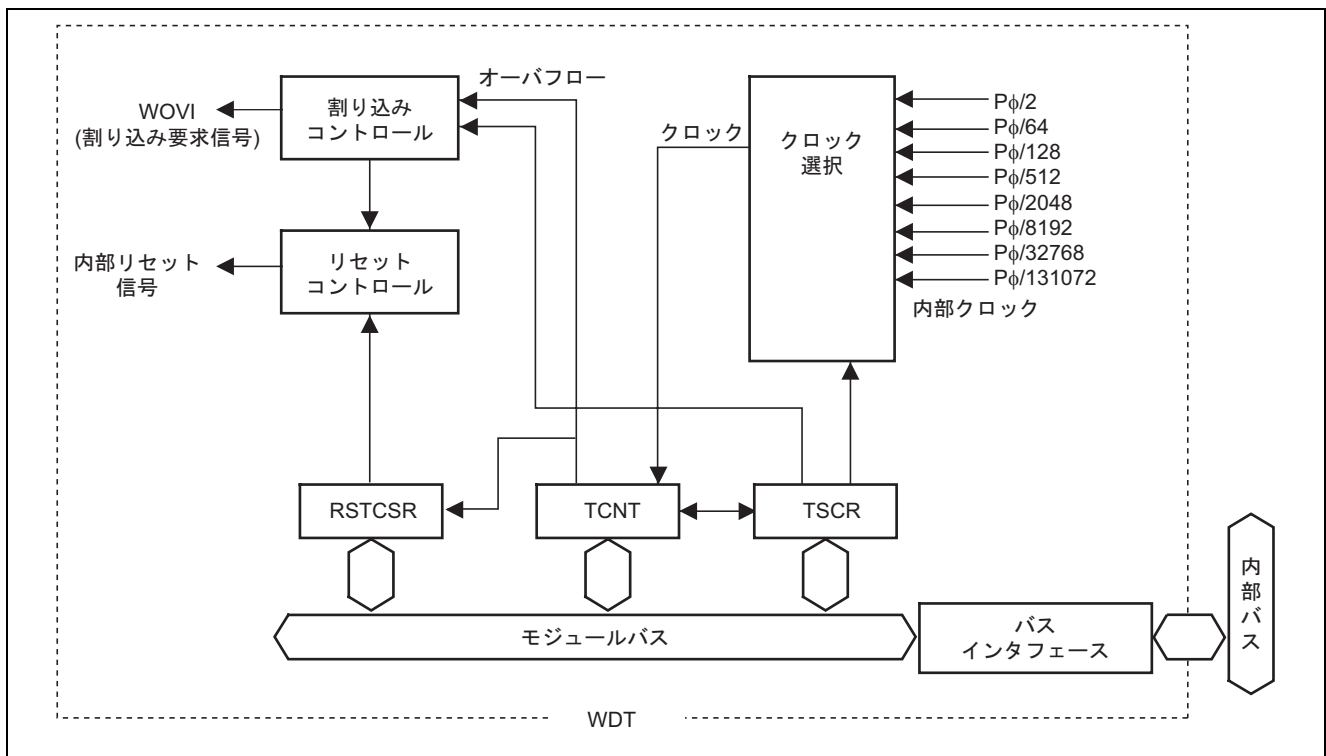 オーバフロー
割り込み
コントロール
WOVI
(割り込み要求信号)
クロック
クロック
選択
Pφ/2
Pφ/64
Pφ/128
Pφ/512
Pφ/2048
Pφ/8192
Pφ/32768
Pφ/131072
内部クロック
リセット
コントロール
内部リセット
信号
RSTCSR
TCNT
TSCR
モジュールバス
バス
インタフェース
内部バス
WDT